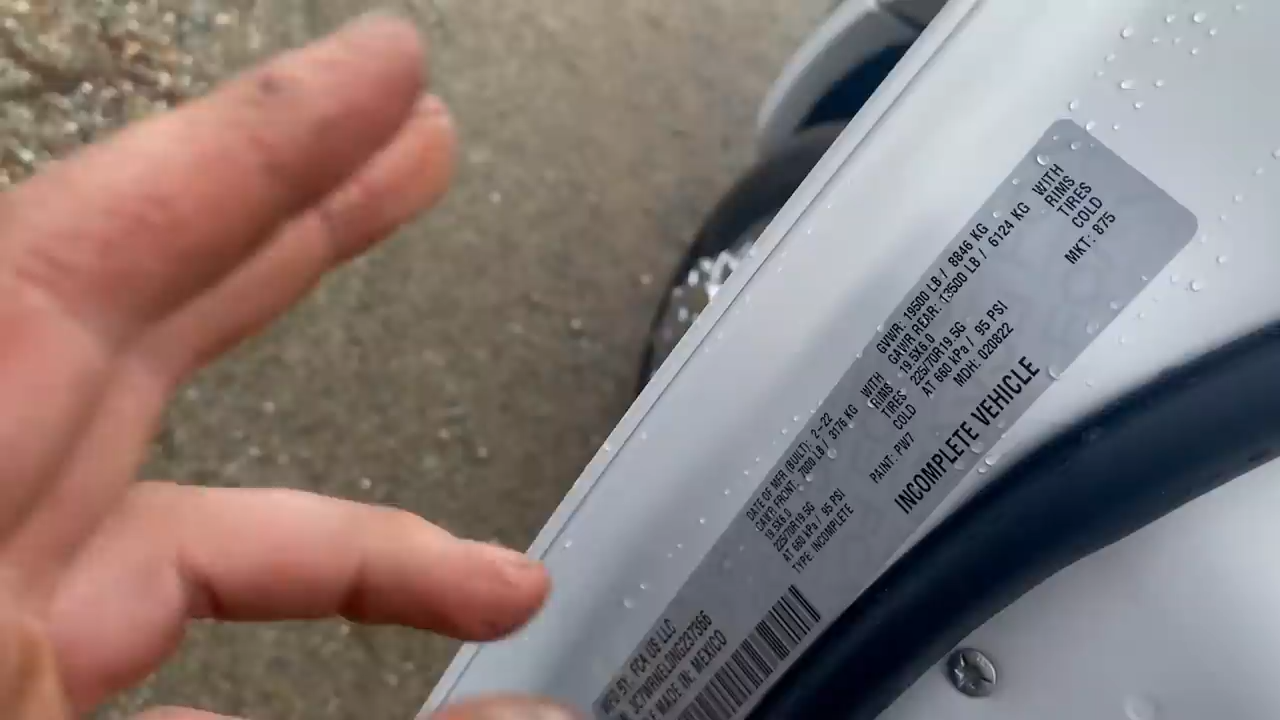 MFD BY: FCA US LLC
3C7WRNELDNG237366
MADE IN: MEXICO
DATE OF MFR (BUILT): 2-22
GAWR FRONT: 7000 LB / 3176 KG WITH
19.5X6.0 RIMS
225/70R19.5G TIRES
AT 660 kPa / 95 PSI COLD
TYPE: INCOMPLETE
PAINT: PW7
GVWR: 19500 LB / 8846 KG
GAWR REAR: 13500 LB / 6124 KG WITH
19.5X6.0 RIMS
225/70R19.5G TIRES
AT 660 kPa / 95 PSI COLD
MDH: 020822
MKT: 875
INCOMPLETE VEHICLE